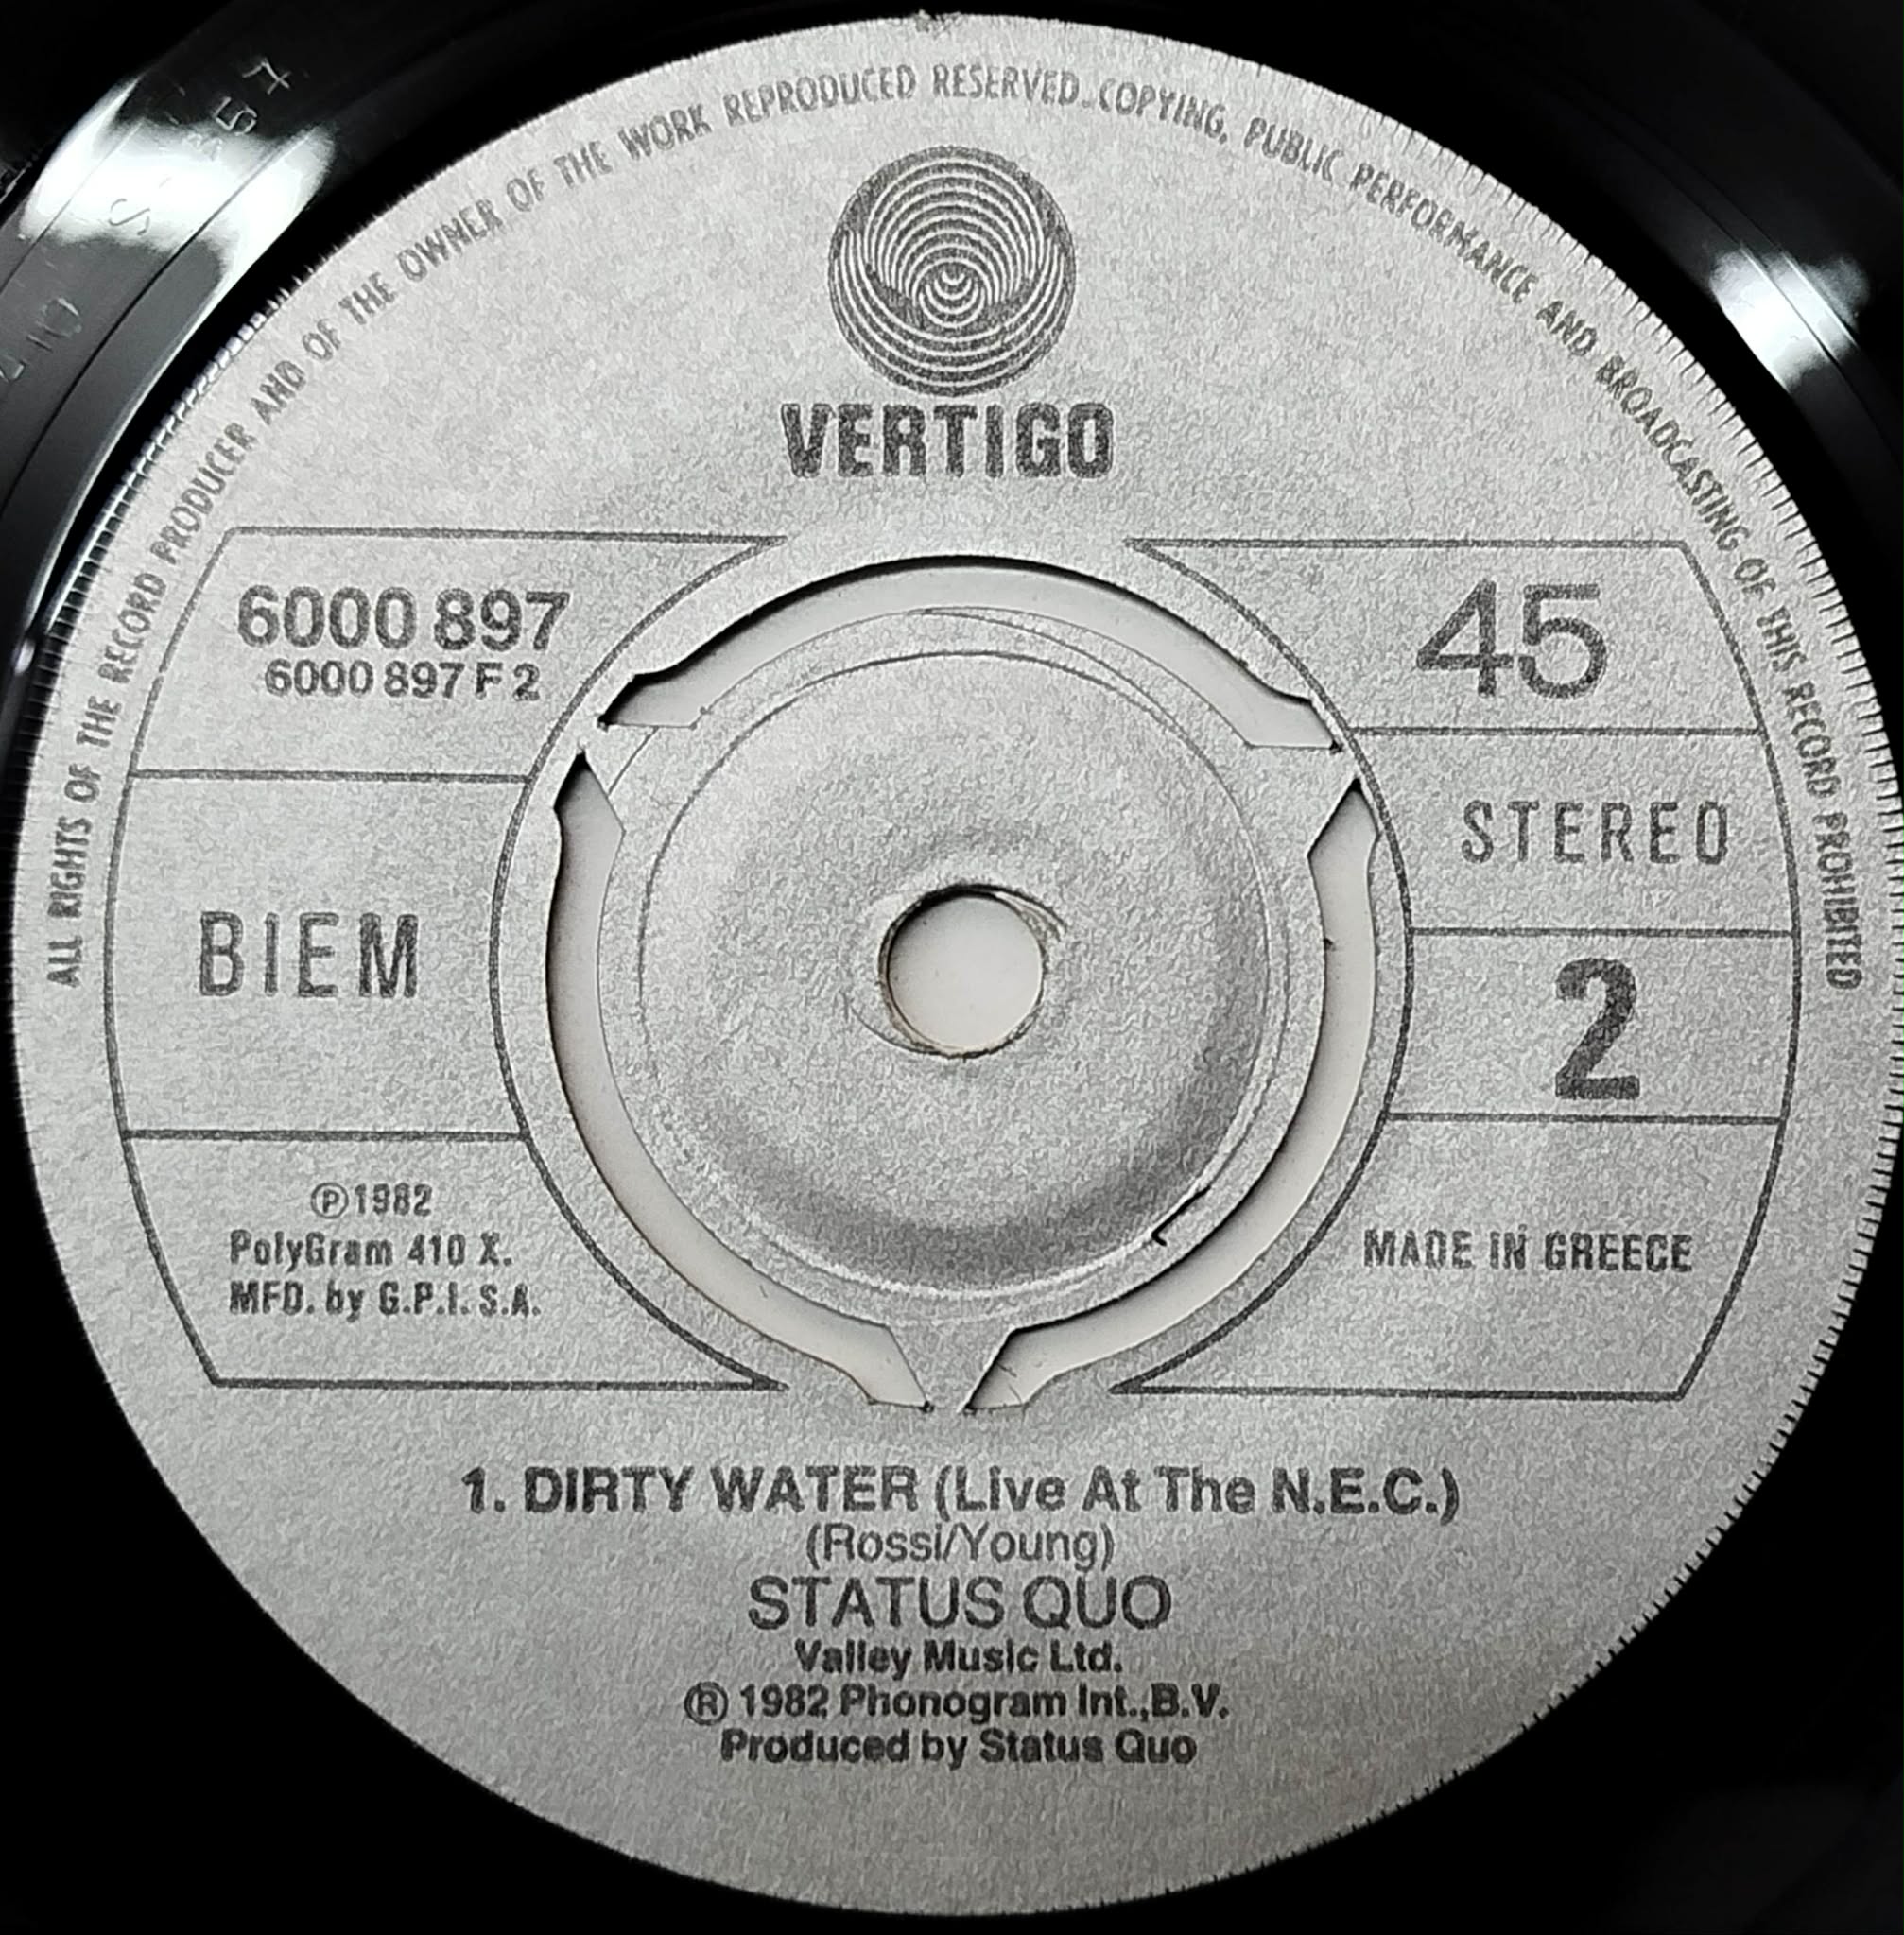 ALL RIGHTS OF THE RECORD PRODUCER AND OF THE OWNER OF THE WORK REPRODUCED RESERVED. COPYING, PUBLIC PERFORMANCE AND BROADCASTING OF THIS RECORD PROHIBITED
VERTIGO
6000 897
6000 897 F 2
BIEM
Ⓟ1982
PolyGram 410 X.
MFD. by G.P.I. S.A.
45
STEREO
2
MADE IN GREECE
1. DIRTY WATER (Live At The N.E.C.)
(Rossi/Young)
STATUS QUO
Valley Music Ltd.
Ⓡ 1982 Phonogram Int.,B.V.
Produced by Status Quo